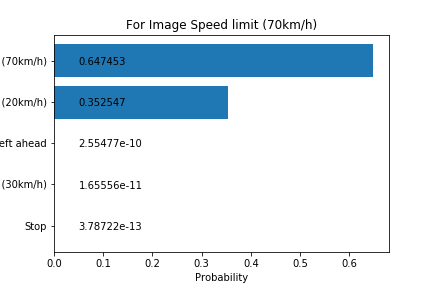 For Image Speed limit (70km/h)
(70km/h) 0.647453
(20km/h) 0.352547
eft ahead 2.55477e-10
(30km/h) 1.65556e-11
Stop 3.78722e-13
0.0 0.1 0.2 0.3 0.4 0.5 0.6
Probability